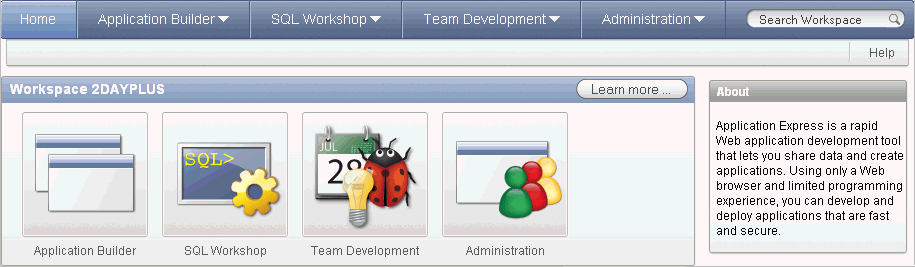 Home Application Builder SQL Workshop Team Development Administration Search Workspace
Help
Workspace 2DAYPLUS Learn more ...
SQL>
JUL
28
Application Builder SQL Workshop Team Development Administration
About
Application Express is a rapid
Web application development tool
that lets you share data and create
applications. Using only a Web
browser and limited programming
experience, you can develop and
deploy applications that are fast
and secure.